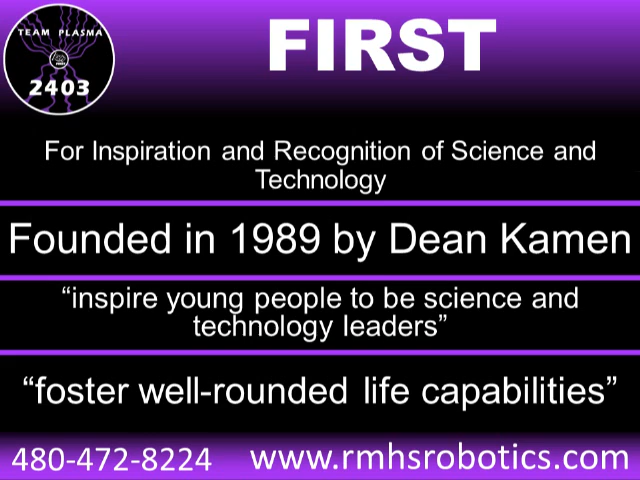 TEAM PLASMA
2403
FIRST
For Inspiration and Recognition of Science and
Technology
Founded in 1989 by Dean Kamen
“inspire young people to be science and
technology leaders”
“foster well-rounded life capabilities”
480-472-8224
www.rmhsrobotics.com